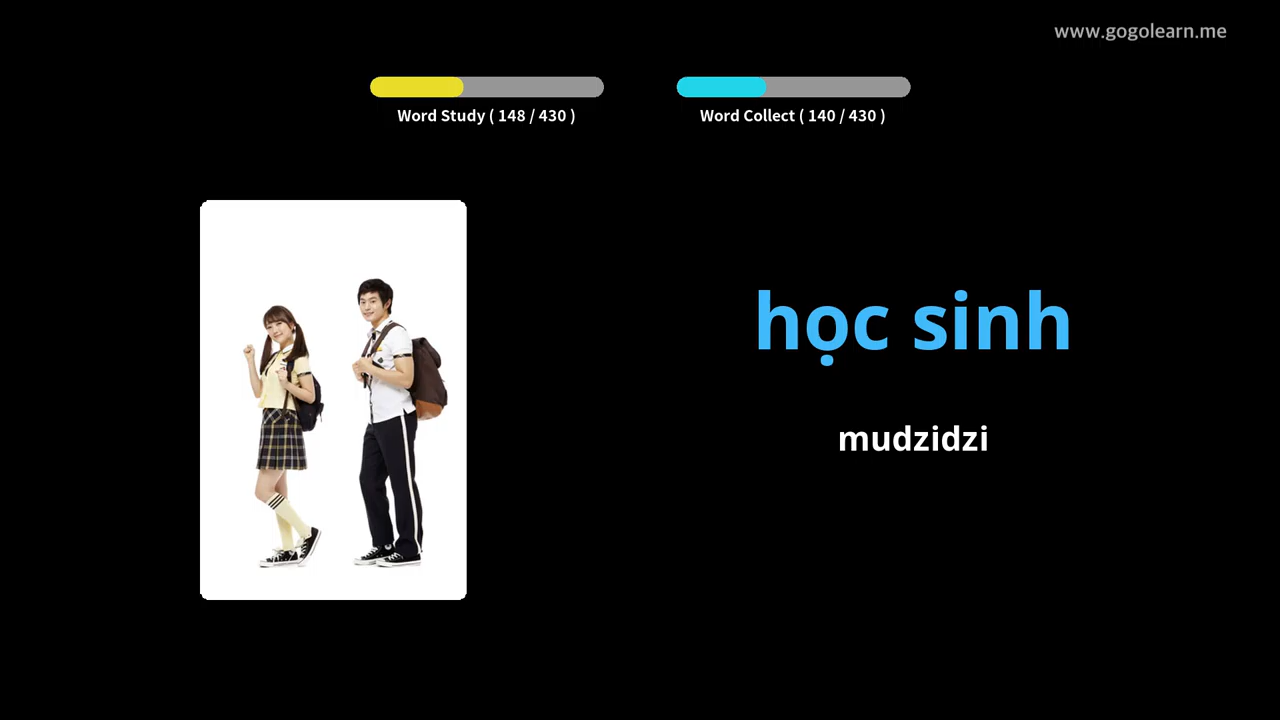 www.gogolearn.me
Word Study ( 148 / 430 )
Word Collect ( 140 / 430 )
học sinh
mudzidzi